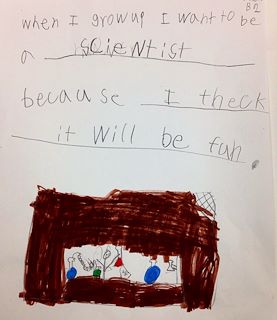 when I grow up I want to be
a scientist
because I theck
it will be fun.